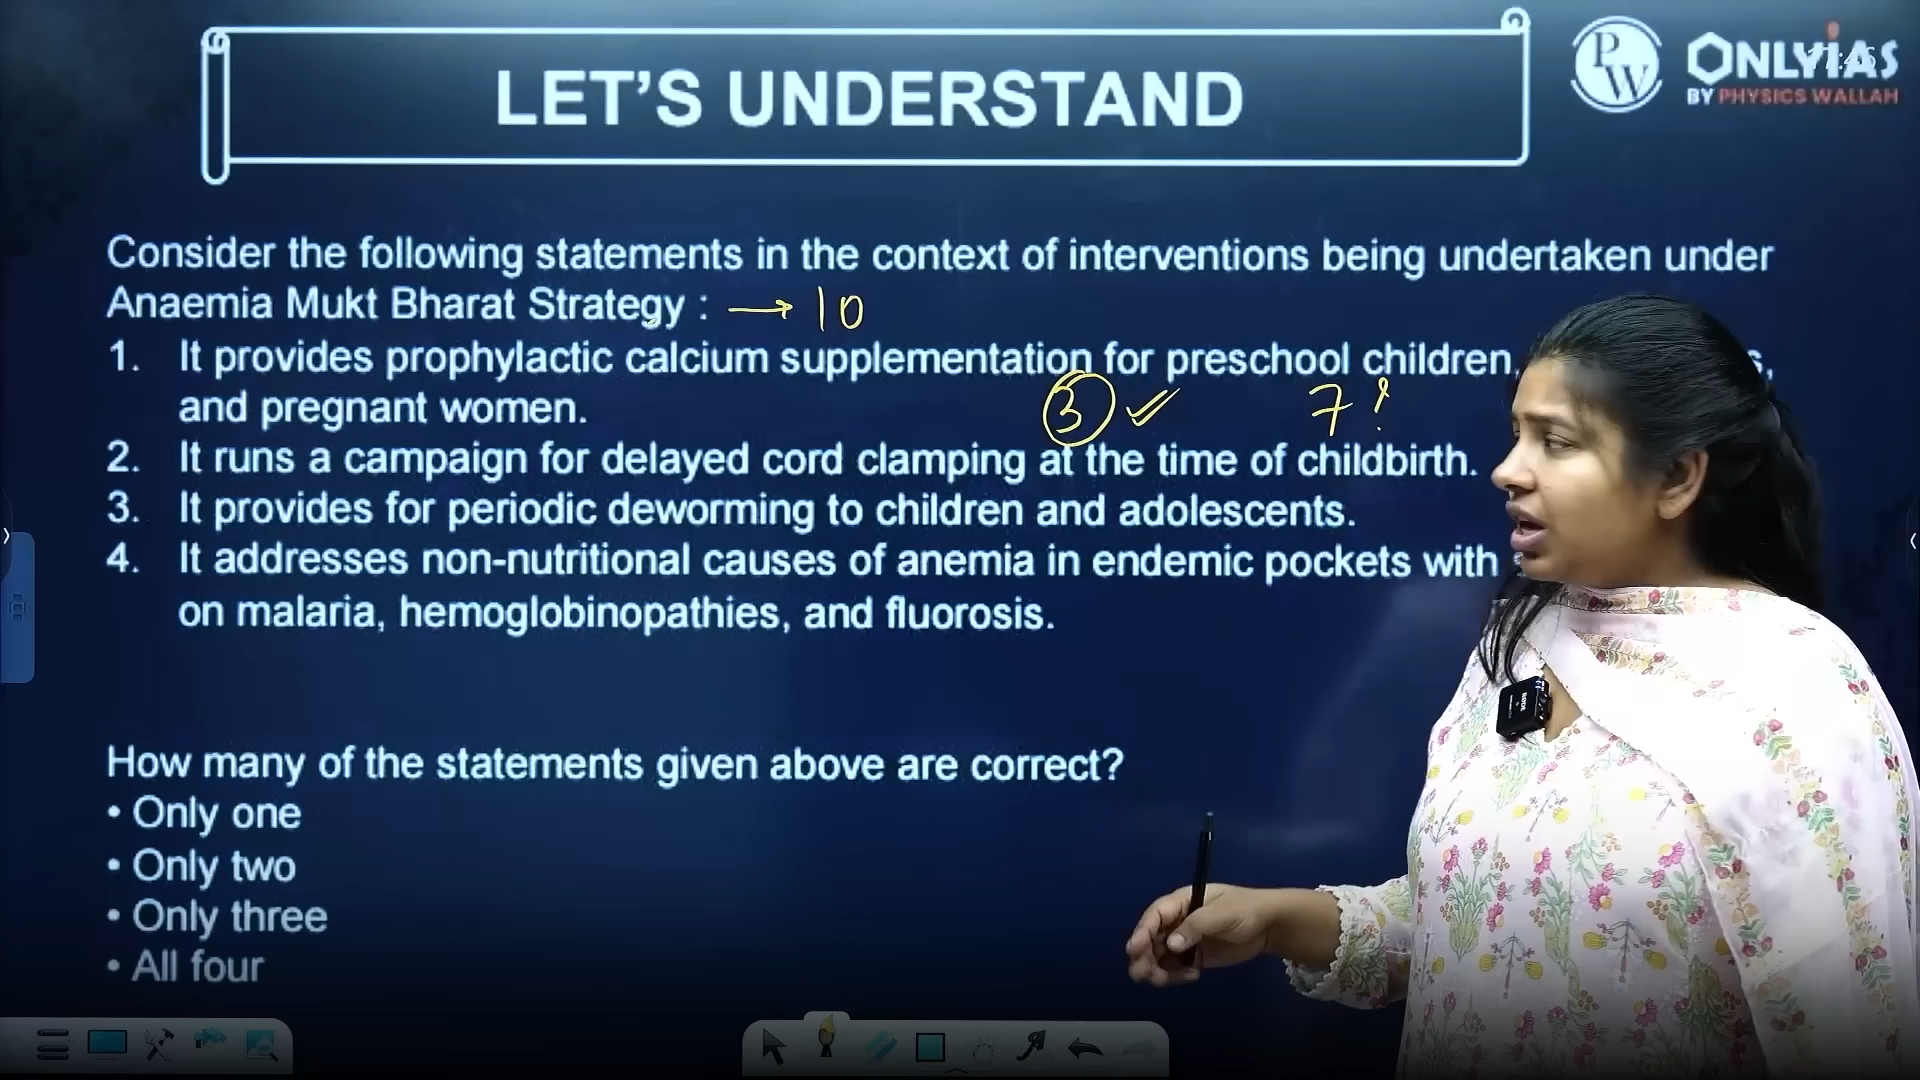 LET'S UNDERSTAND
PW
ONLYIAS
BY PHYSICS WALLAH
Consider the following statements in the context of interventions being undertaken under
Anaemia Mukt Bharat Strategy : → 10
1. It provides prophylactic calcium supplementation for preschool children,
and pregnant women.
3 ✓ 7 ?
2. It runs a campaign for delayed cord clamping at the time of childbirth.
3. It provides for periodic deworming to children and adolescents.
4. It addresses non-nutritional causes of anemia in endemic pockets with
on malaria, hemoglobinopathies, and fluorosis.
How many of the statements given above are correct?
• Only one
• Only two
• Only three
• All four